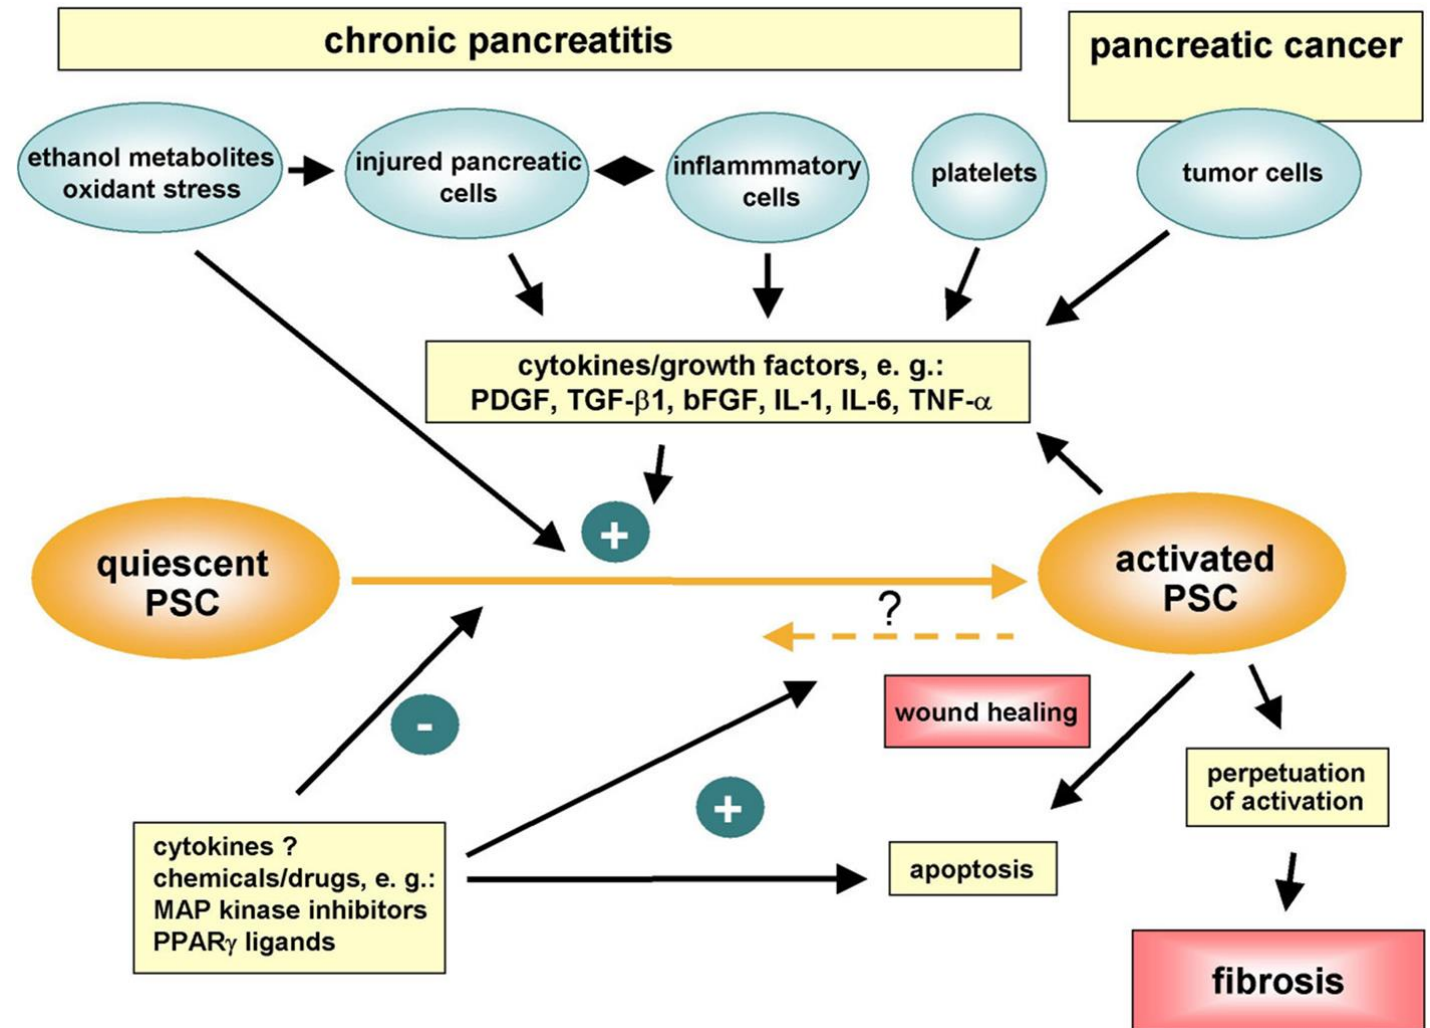 chronic pancreatitis
pancreatic cancer
ethanol metabolites
oxidant stress
injured pancreatic
cells
inflammmatory
cells
platelets
tumor cells
cytokines/growth factors, e. g.:
PDGF, TGF-β1, bFGF, IL-1, IL-6, TNF-α
+
quiescent
PSC
activated
PSC
?
-
wound healing
+
perpetuation
of activation
cytokines ?
chemicals/drugs, e. g.:
MAP kinase inhibitors
PPARγ ligands
apoptosis
fibrosis